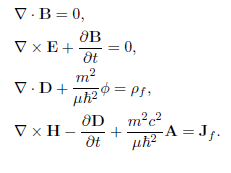 ∇ · B = 0,
∇ × E + ∂B/∂t = 0,
∇ · D + m²/μħ² ϕ = ρ_f,
∇ × H − ∂D/∂t + m²c²/μħ² A = J_f.